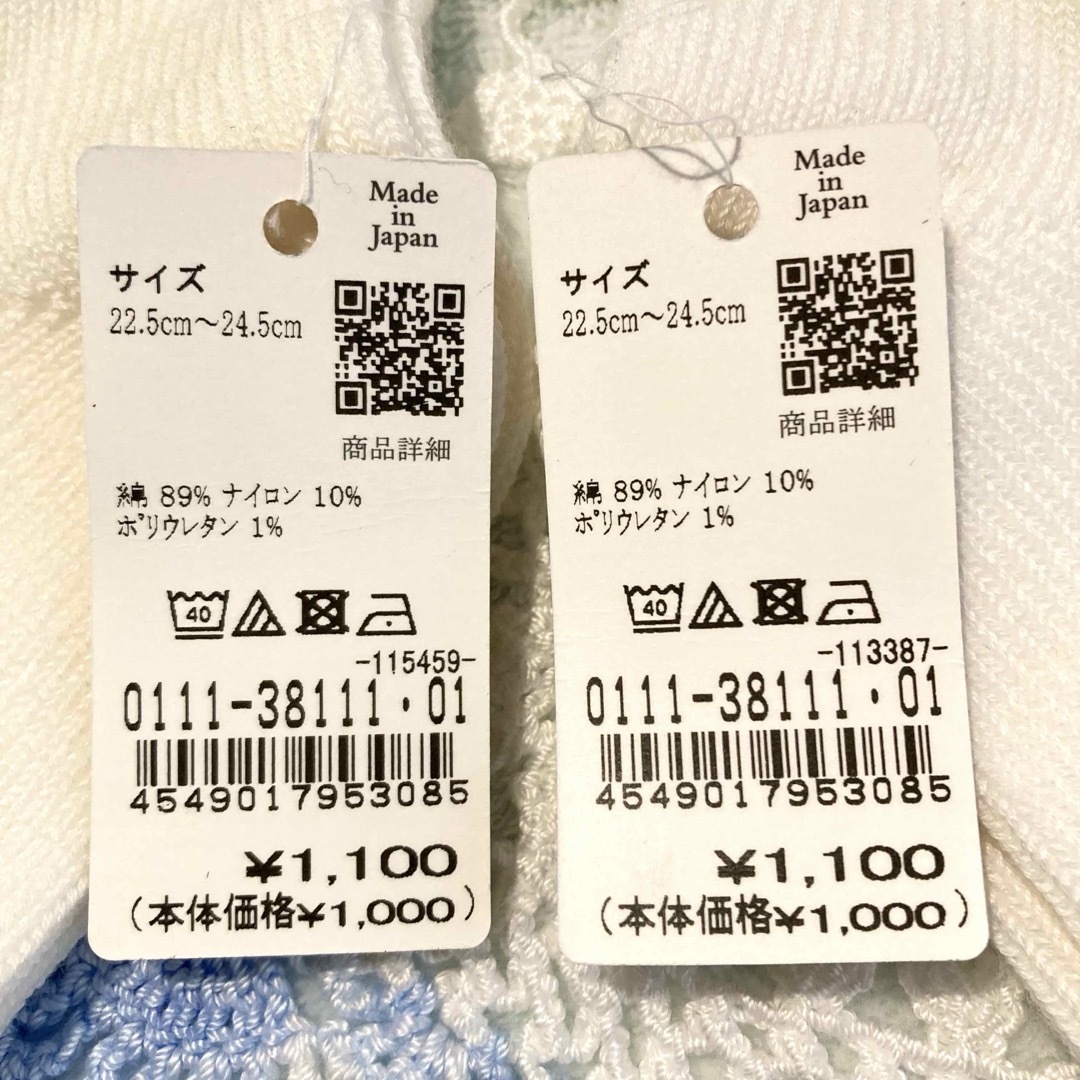 Made
in
Japan
サイズ
22.5cm～24.5cm
商品詳細
綿 89% ナイロン 10%
ポリウレタン 1%
40
-115459-
0111-38111・01
4549017953085
¥1,100
(本体価格¥1,000)
Made
in
Japan
サイズ
22.5cm～24.5cm
商品詳細
綿 89% ナイロン 10%
ポリウレタン 1%
40
-113387-
0111-38111・01
4549017953085
¥1,100
(本体価格¥1,000)